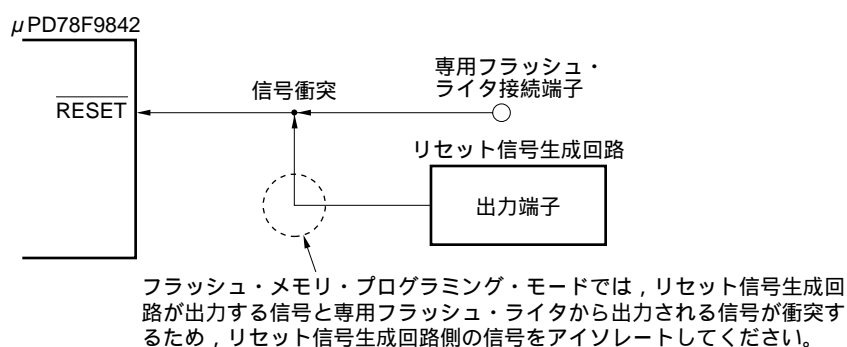 μPD78F9842
信号衝突
専用フラッシュ・
ライタ接続端子
RESET
リセット信号生成回路
出力端子
フラッシュ・メモリ・プログラミング・モードでは，リセット信号生成回
路が出力する信号と専用フラッシュ・ライタから出力される信号が衝突す
るため，リセット信号生成回路側の信号をアイソレートしてください。